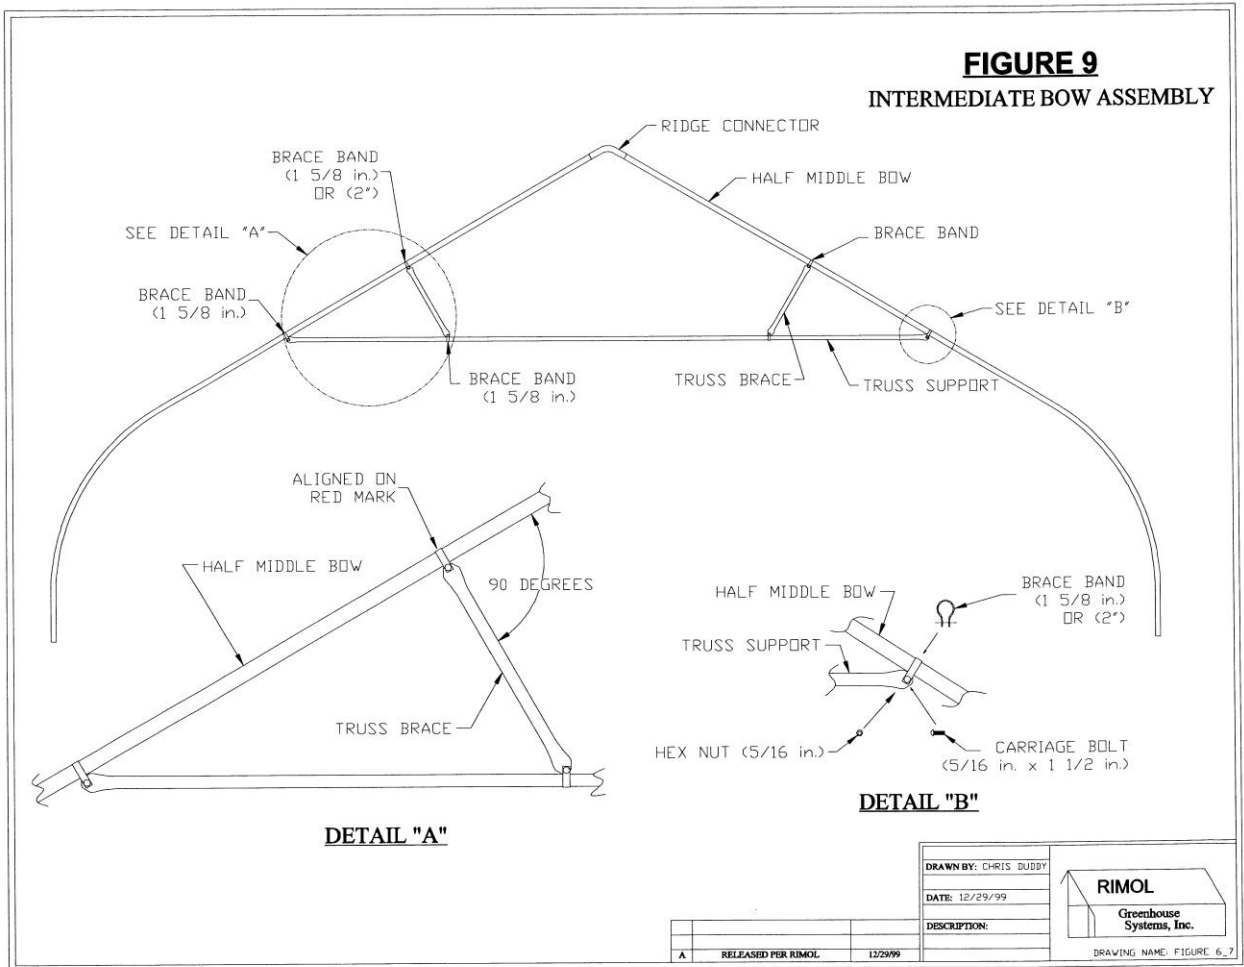 FIGURE 9
INTERMEDIATE BOW ASSEMBLY
RIDGE CONNECTOR
BRACE BAND
(1 5/8 in.)
OR (2")
HALF MIDDLE BOW
SEE DETAIL "A"
BRACE BAND
BRACE BAND
(1 5/8 in.)
SEE DETAIL "B"
BRACE BAND
(1 5/8 in.)
TRUSS BRACE
TRUSS SUPPORT
ALIGNED ON
RED MARK
HALF MIDDLE BOW
90 DEGREES
TRUSS BRACE
DETAIL "A"
HALF MIDDLE BOW
BRACE BAND
(1 5/8 in.)
OR (2")
TRUSS SUPPORT
HEX NUT (5/16 in.)
CARRIAGE BOLT
(5/16 in. x 1 1/2 in.)
DETAIL "B"
DRAWN BY: CHRIS DUDDY
DATE: 12/29/99
DESCRIPTION:
RIMOL
Greenhouse
Systems, Inc.
DRAWING NAME: FIGURE 6_7
A RELEASED PER RIMOL 12/29/99